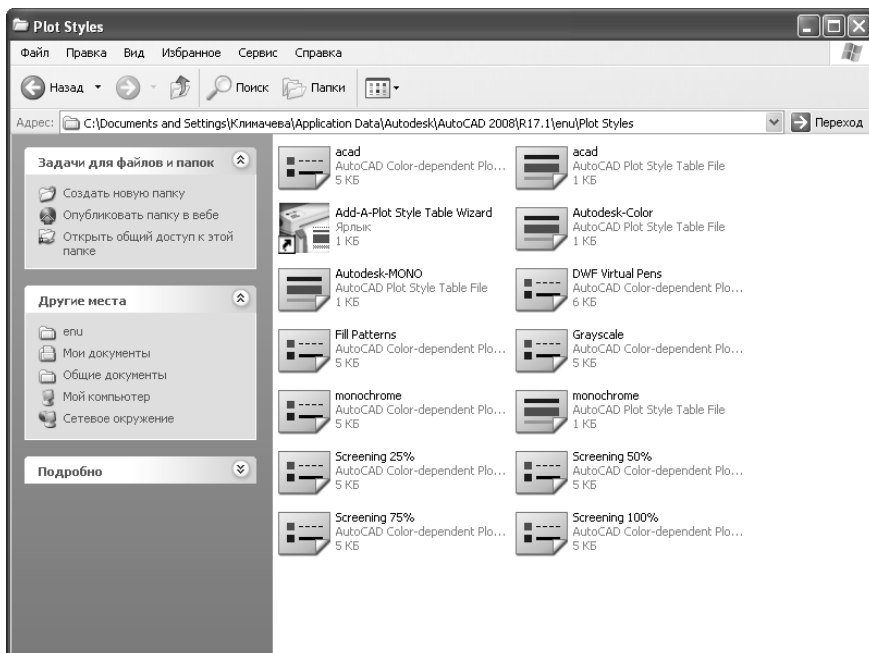 Plot Styles
Файл Правка Вид Избранное Сервис Справка
Назад Поиск Папки
Адрес: C:\Documents and Settings\Климачева\Application Data\Autodesk\AutoCAD 2008\R17.1\enu\Plot Styles Переход
Задачи для файлов и папок
Создать новую папку
Опубликовать папку в вебе
Открыть общий доступ к этой
папке
Другие места
enu
Мои документы
Общие документы
Мой компьютер
Сетевое окружение
Подробно
acad
AutoCAD Color-dependent Plo...
5 КБ
acad
AutoCAD Plot Style Table File
1 КБ
Add-A-Plot Style Table Wizard
Ярлык
1 КБ
Autodesk-Color
AutoCAD Plot Style Table File
1 КБ
Autodesk-MONO
AutoCAD Plot Style Table File
1 КБ
DWF Virtual Pens
AutoCAD Color-dependent Plo...
6 КБ
Fill Patterns
AutoCAD Color-dependent Plo...
5 КБ
Grayscale
AutoCAD Color-dependent Plo...
5 КБ
monochrome
AutoCAD Color-dependent Plo...
5 КБ
monochrome
AutoCAD Plot Style Table File
1 КБ
Screening 25%
AutoCAD Color-dependent Plo...
5 КБ
Screening 50%
AutoCAD Color-dependent Plo...
5 КБ
Screening 75%
AutoCAD Color-dependent Plo...
5 КБ
Screening 100%
AutoCAD Color-dependent Plo...
5 КБ